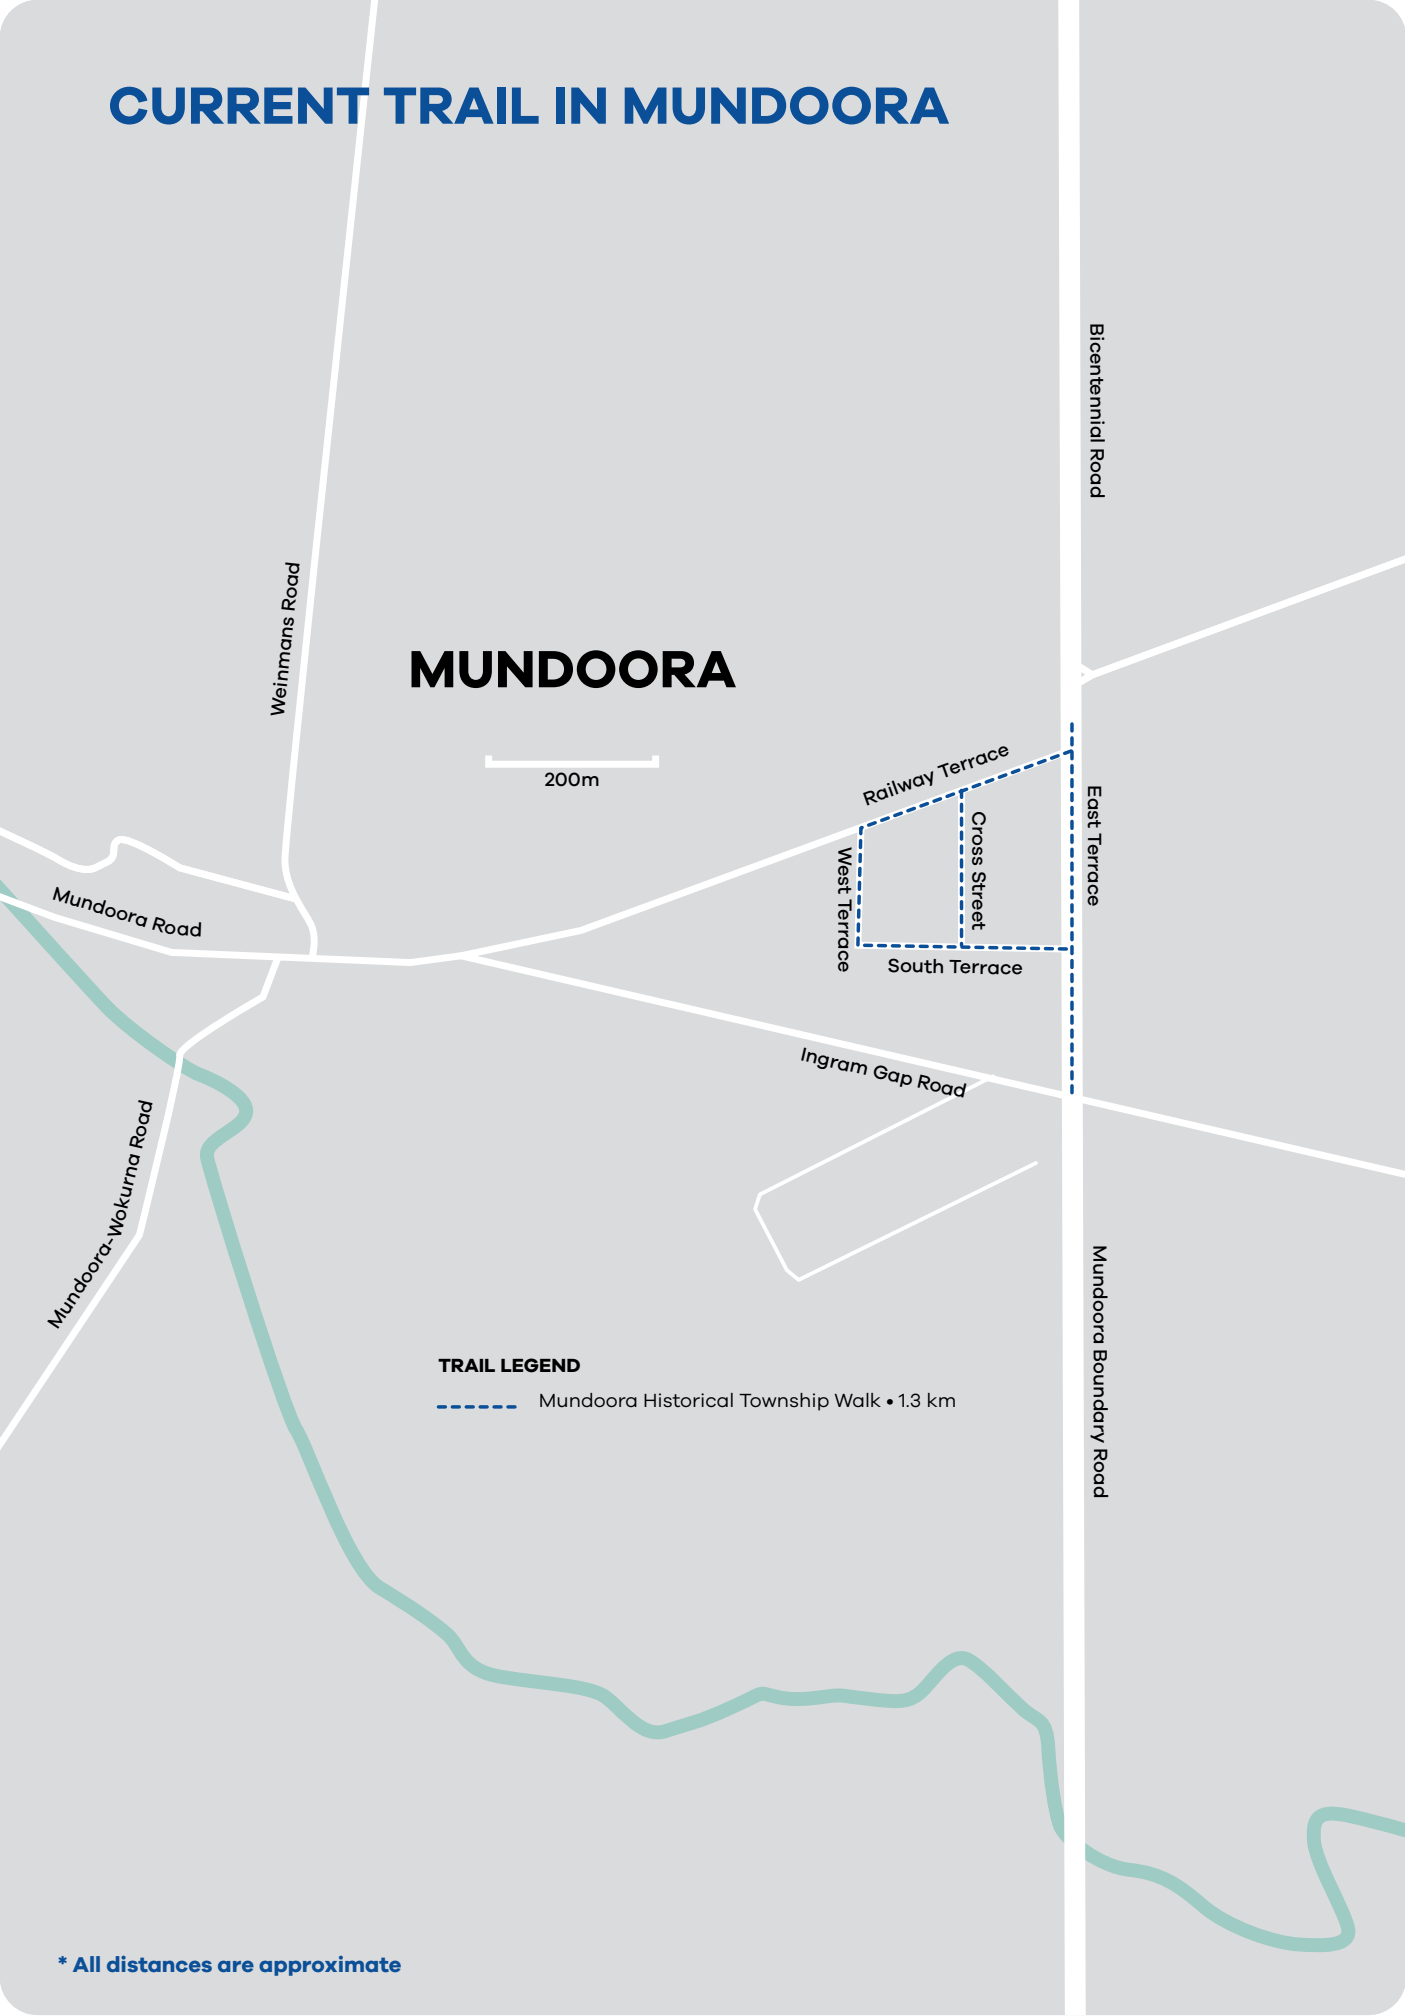 CURRENT TRAIL IN MUNDOORA
Bicentennial Road
Weinmans Road
MUNDOORA
200m
Railway Terrace
East Terrace
Cross Street
West Terrace
Mundoora Road
South Terrace
Ingram Gap Road
Mundoora-Wokurna Road
Mundoora Boundary Road
TRAIL LEGEND
Mundoora Historical Township Walk • 1.3 km
* All distances are approximate